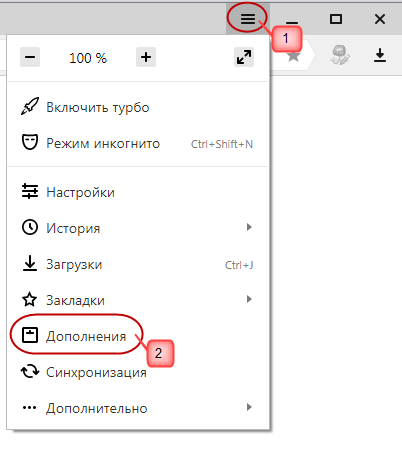 1
100 %
Включить турбо
Режим инкогнито Ctrl+Shift+N
Настройки
История
Загрузки Ctrl+J
Закладки
Дополнения
2
Синхронизация
Дополнительно